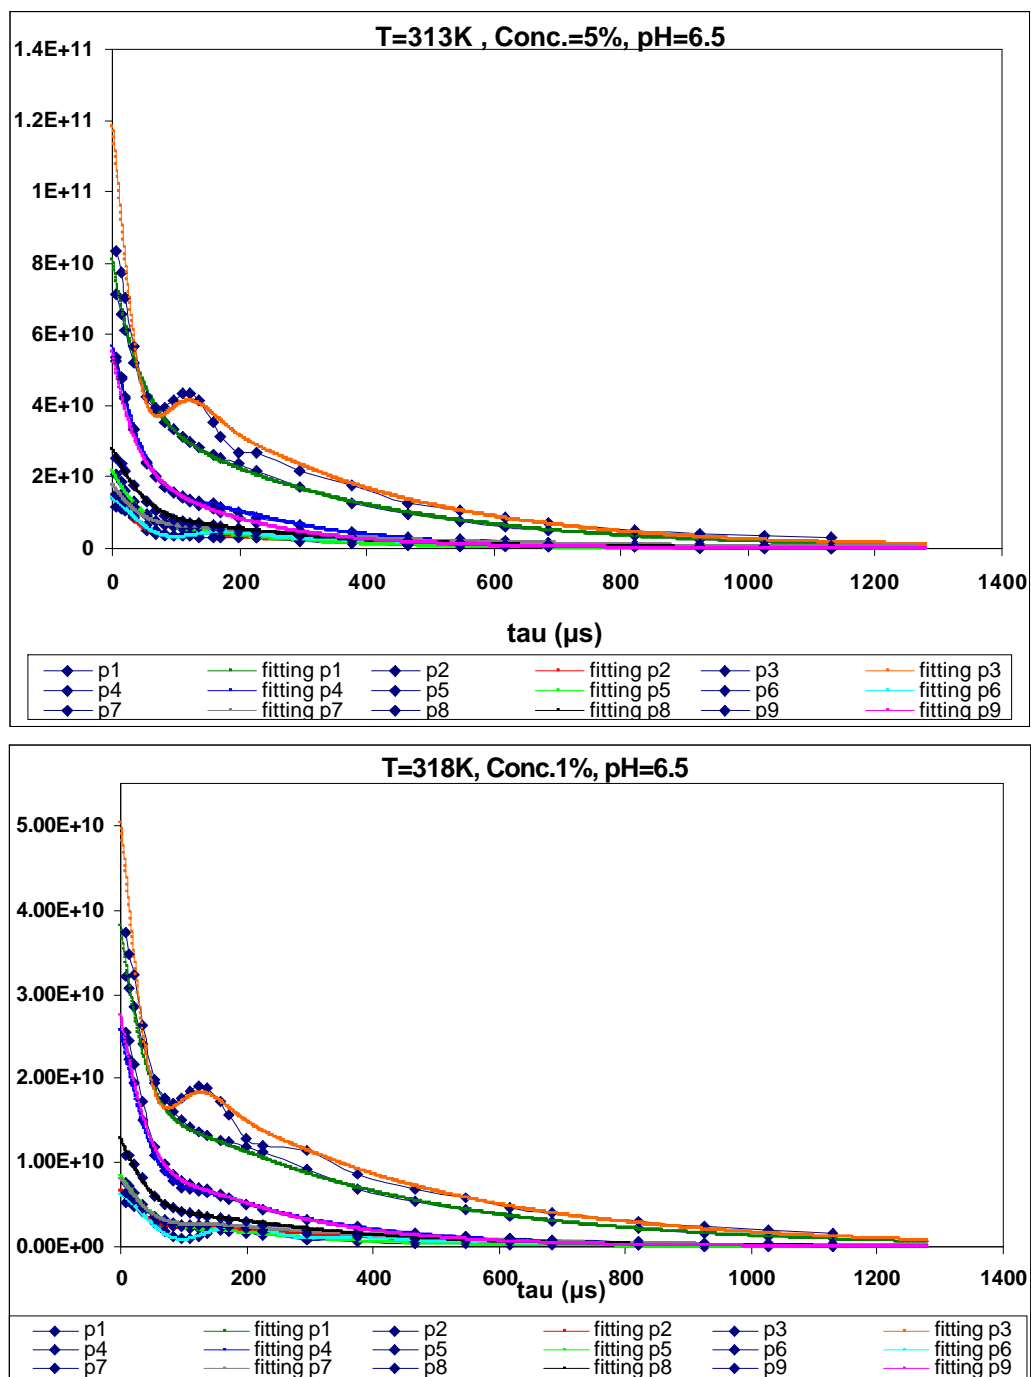 T=313K , Conc.=5%, pH=6.5
1.4E+11
1.2E+11
1E+11
8E+10
6E+10
4E+10
2E+10
0
0 200 400 600 800 1000 1200 1400
tau (µs)
p1 fitting p1 p2 fitting p2 p3 fitting p3
p4 fitting p4 p5 fitting p5 p6 fitting p6
p7 fitting p7 p8 fitting p8 p9 fitting p9
T=318K, Conc.1%, pH=6.5
5.00E+10
4.00E+10
3.00E+10
2.00E+10
1.00E+10
0.00E+00
0 200 400 600 800 1000 1200 1400
tau (µs)
p1 fitting p1 p2 fitting p2 p3 fitting p3
p4 fitting p4 p5 fitting p5 p6 fitting p6
p7 fitting p7 p8 fitting p8 p9 fitting p9